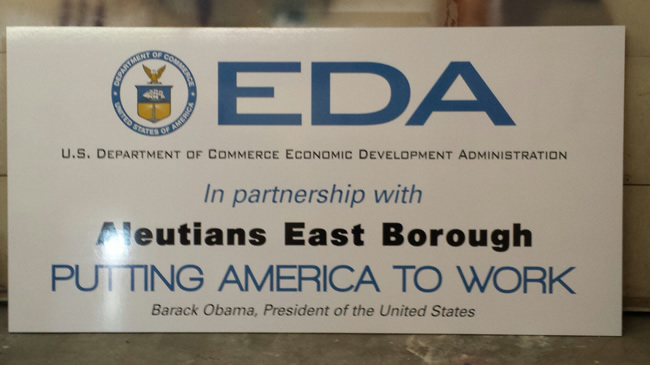 DEPARTMENT OF COMMERCE
UNITED STATES OF AMERICA
EDA
U.S. DEPARTMENT OF COMMERCE ECONOMIC DEVELOPMENT ADMINISTRATION
In partnership with
Aleutians East Borough
PUTTING AMERICA TO WORK
Barack Obama, President of the United States